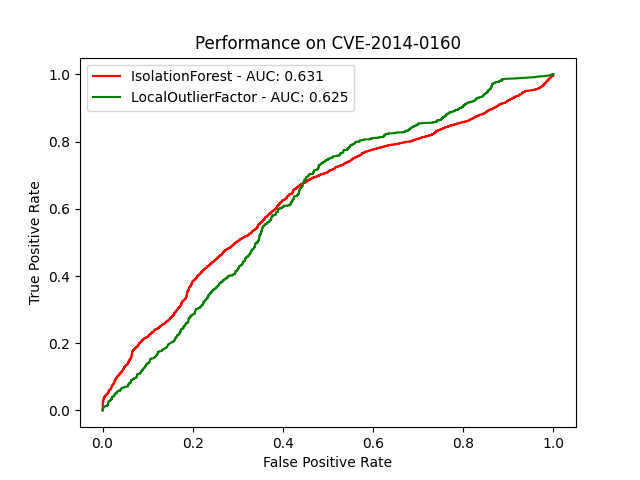 Performance on CVE-2014-0160
IsolationForest - AUC: 0.631
LocalOutlierFactor - AUC: 0.625
True Positive Rate
1.0
0.8
0.6
0.4
0.2
0.0
0.0 0.2 0.4 0.6 0.8 1.0
False Positive Rate